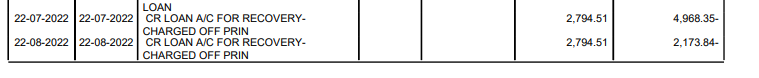 LOAN
22-07-2022 22-07-2022 CR LOAN A/C FOR RECOVERY- 2,794.51 4,968.35-
CHARGED OFF PRIN
22-08-2022 22-08-2022 CR LOAN A/C FOR RECOVERY- 2,794.51 2,173.84-
CHARGED OFF PRIN